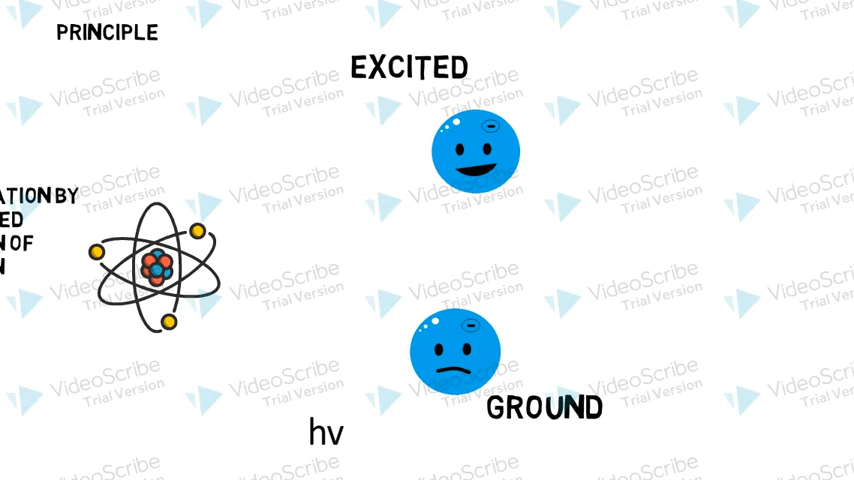 PRINCIPLE
EXCITED
ATION BY
ED
N OF
N
GROUND
hv
VideoScribe
Trial Version